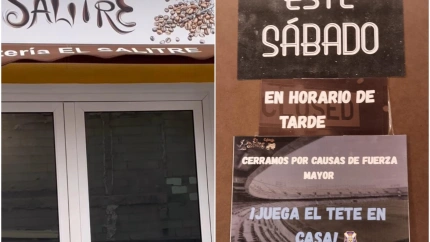 SALITRE
tería EL SALITRE
ESTE
SÁBADO
EN HORARIO DE
TARDE
CERRAMOS POR CAUSAS DE FUERZA
MAYOR
¡JUEGA EL TETE EN
CASA!